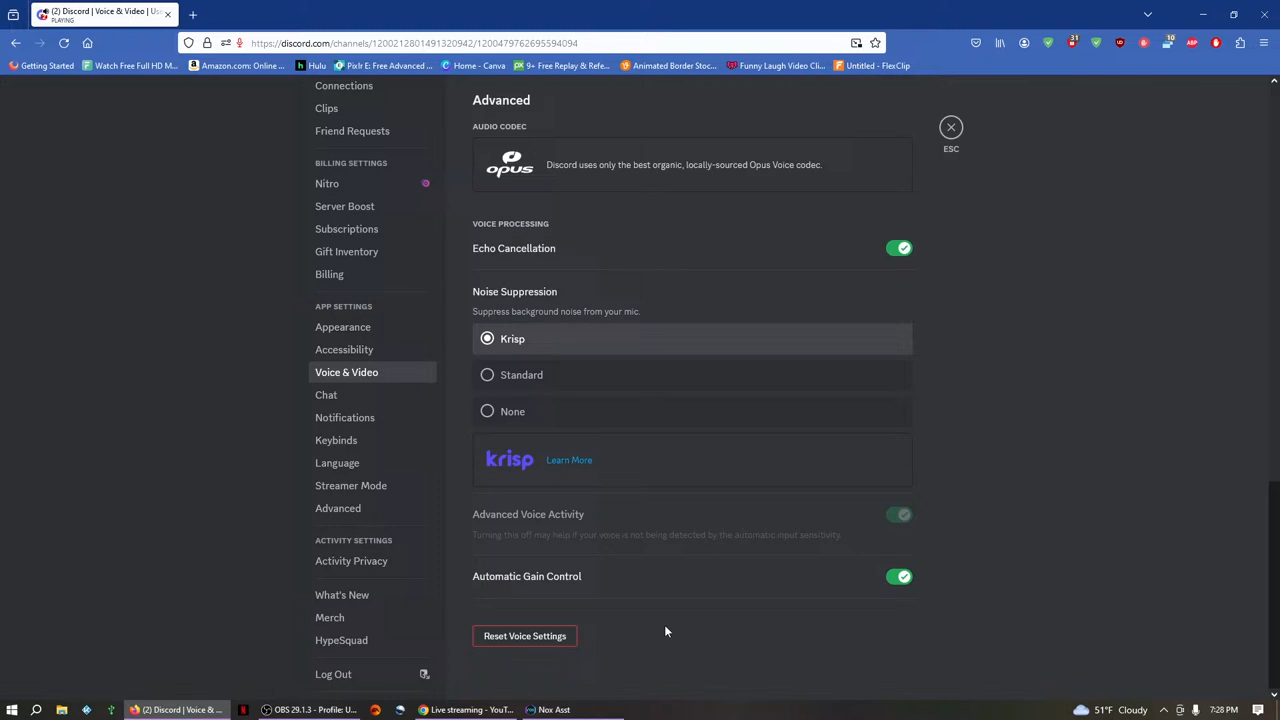 (2) Discord | Voice & Video | Use
PLAYING
https://discord.com/channels/1200212801491320942/1200479762695594094
31
10
Getting Started
Watch Free Full HD M...
Amazon.com: Online ...
Hulu
Pixlr E: Free Advanced ...
Home - Canva
9+ Free Replay & Refe...
Animated Border Stoc...
Funny Laugh Video Cli...
Untitled - FlexClip
Connections
Clips
Friend Requests
BILLING SETTINGS
Nitro
Server Boost
Subscriptions
Gift Inventory
Billing
APP SETTINGS
Appearance
Accessibility
Voice & Video
Chat
Notifications
Keybinds
Language
Streamer Mode
Advanced
ACTIVITY SETTINGS
Activity Privacy
What's New
Merch
HypeSquad
Log Out
Advanced
AUDIO CODEC
opus
Discord uses only the best organic, locally-sourced Opus Voice codec.
VOICE PROCESSING
Echo Cancellation
Noise Suppression
Suppress background noise from your mic.
Krisp
Standard
None
krisp
Learn More
Advanced Voice Activity
Turning this off may help if your voice is not being detected by the automatic input sensitivity.
Automatic Gain Control
Reset Voice Settings
ESC
(2) Discord | Voice & ...
OBS 29.1.3 - Profile: U...
Live streaming - YouT...
Nox Asst
51°F Cloudy
7:28 PM